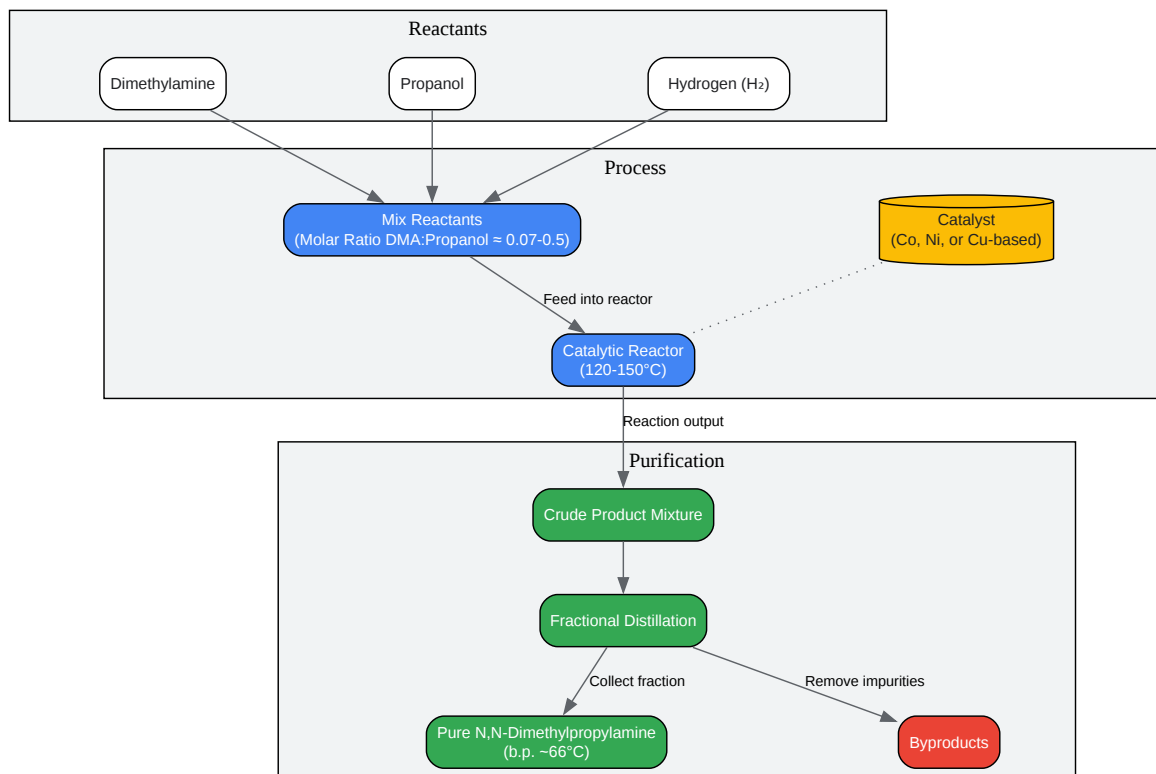 Reactants
Dimethylamine
Propanol
Hydrogen (H₂)
Process
Mix Reactants
(Molar Ratio DMA:Propanol ≈ 0.07-0.5)
Catalyst
(Co, Ni, or Cu-based)
Feed into reactor
Catalytic Reactor
(120-150°C)
Reaction output
Purification
Crude Product Mixture
Fractional Distillation
Collect fraction
Remove impurities
Pure N,N-Dimethylpropylamine
(b.p. ~66°C)
Byproducts